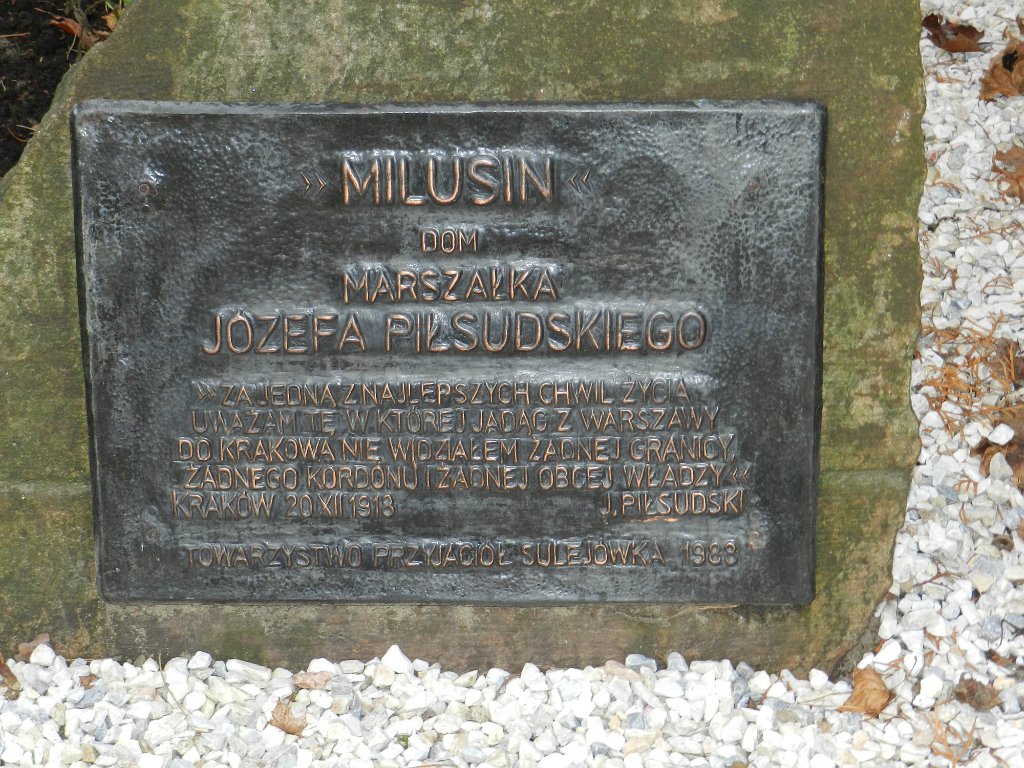 »MILUSIN«
DOM
MARSZAŁKA
JÓZEFA PIŁSUDSKIEGO
»ZA JEDNĄ Z NAJLEPSZYCH CHWIL ŻYCIA
UWAŻAM TĘ, W KTÓREJ JADĄC Z WARSZAWY
DO KRAKOWA NIE WIDZIAŁEM ŻADNEJ GRANICY,
ŻADNEGO KORDONU I ŻADNEJ OBCEJ WŁADZY«
KRAKÓW 20 XII 1918 J. PIŁSUDSKI
TOWARZYSTWO PRZYJACIÓŁ SULEJÓWKA 1988